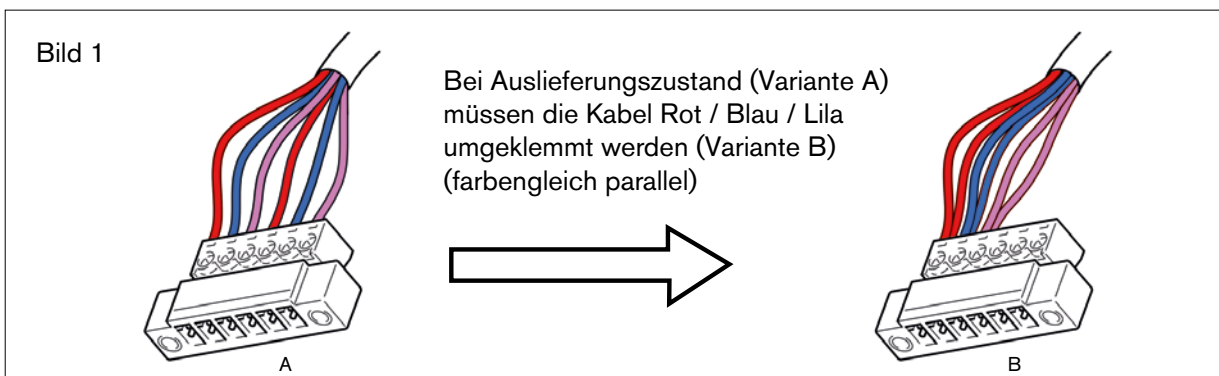 Bild 1
Bei Auslieferungszustand (Variante A)
müssen die Kabel Rot / Blau / Lila
umgeklemmt werden (Variante B)
(farbengleich parallel)
A
B